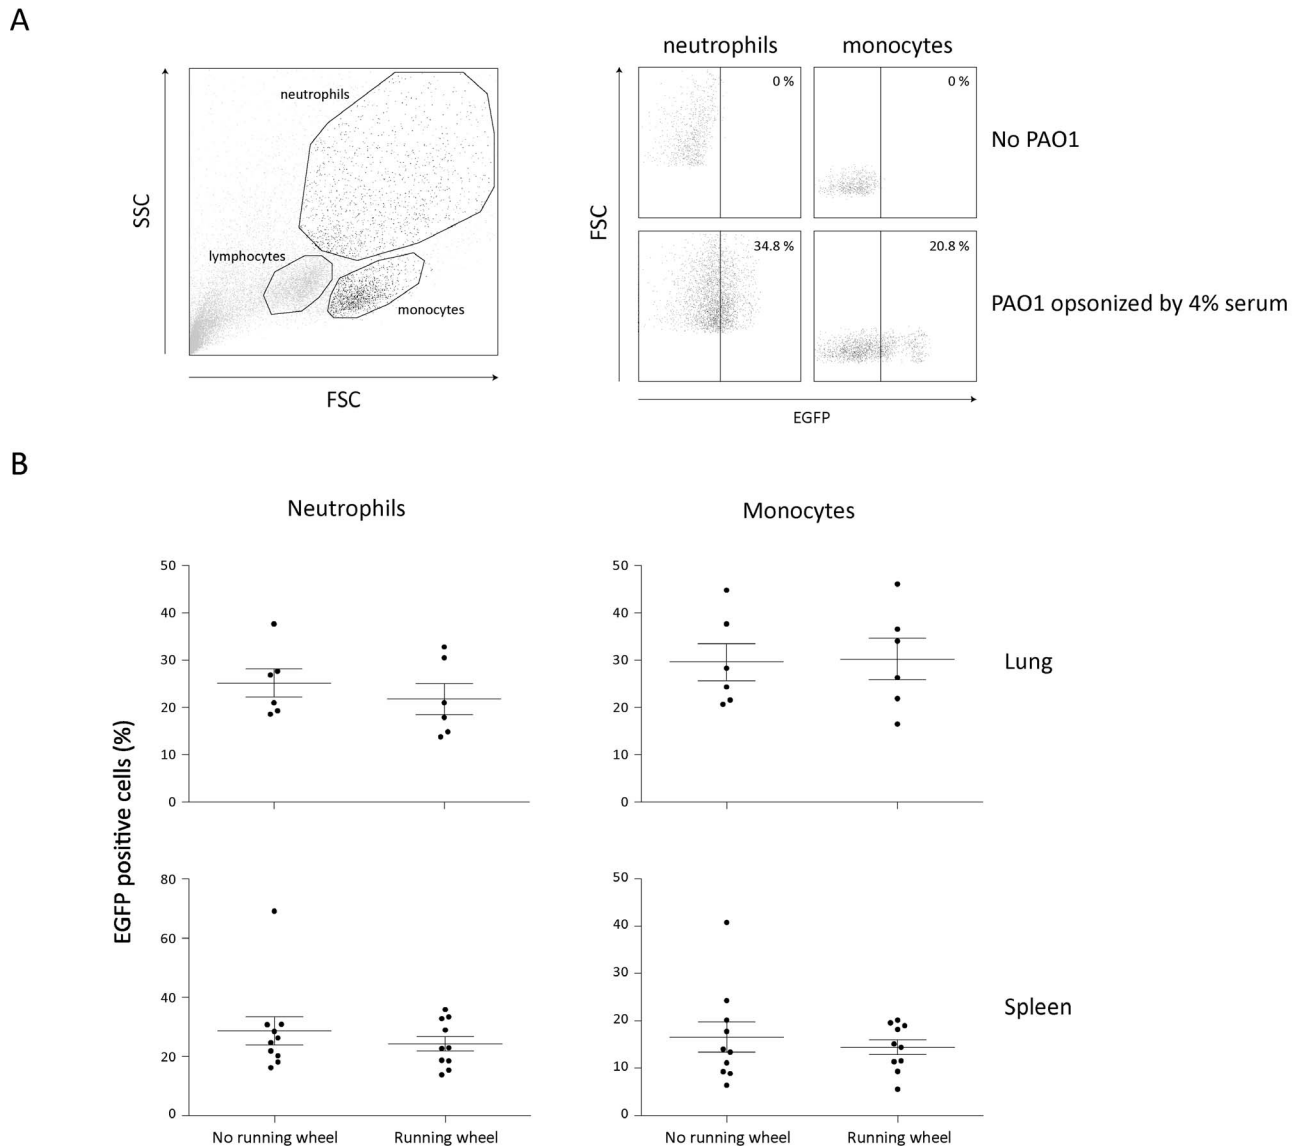 A
neutrophils monocytes
neutrophils
0 %
0 %
No PAO1
SSC
FSC
lymphocytes
34.8 %
20.8 %
PAO1 opsonized by 4% serum
monocytes
FSC
EGFP
B
Neutrophils
Monocytes
50
40
30
20
10
0
50
40
30
20
10
0
Lung
EGFP positive cells (%)
80
60
40
20
0
50
40
30
20
10
0
Spleen
No running wheel Running wheel
No running wheel Running wheel